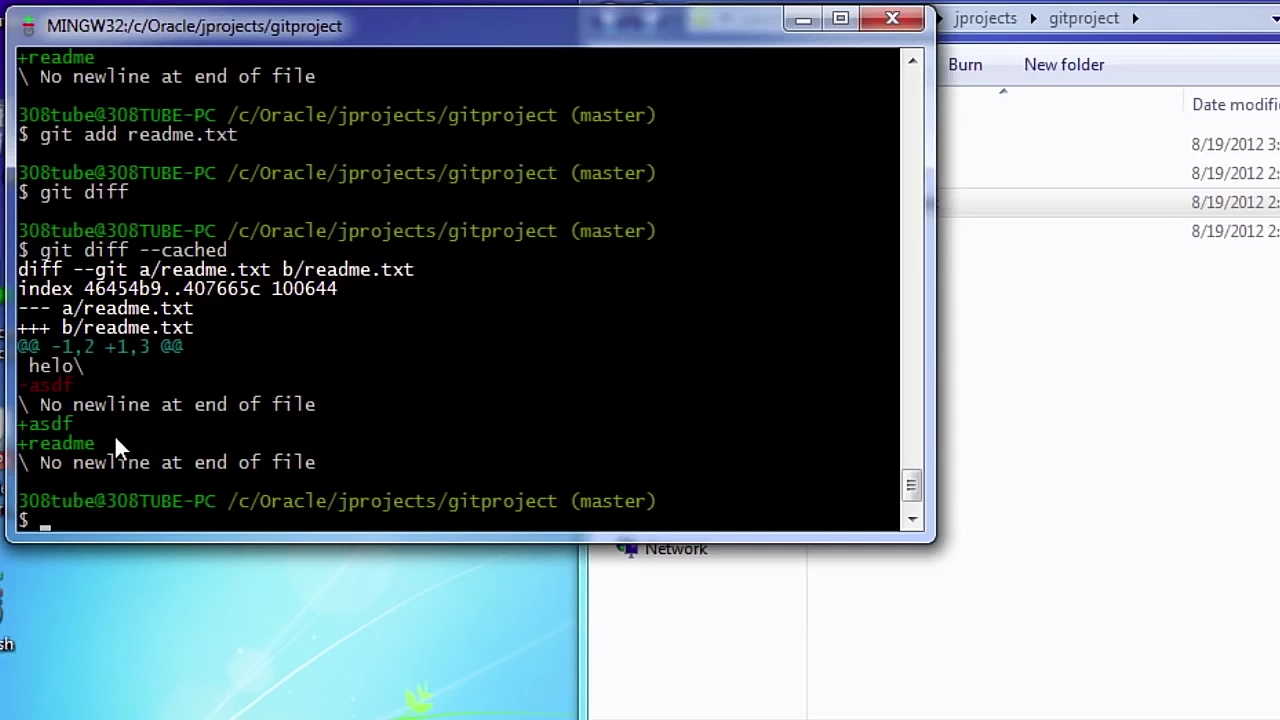 MINGW32:/c/Oracle/jprojects/gitproject
+readme
\ No newline at end of file
308tube@308TUBE-PC /c/Oracle/jprojects/gitproject (master)
$ git add readme.txt
308tube@308TUBE-PC /c/Oracle/jprojects/gitproject (master)
$ git diff
308tube@308TUBE-PC /c/Oracle/jprojects/gitproject (master)
$ git diff --cached
diff --git a/readme.txt b/readme.txt
index 46454b9..407665c 100644
--- a/readme.txt
+++ b/readme.txt
@@ -1,2 +1,3 @@
helo\
-asdf
\ No newline at end of file
+asdf
+readme
\ No newline at end of file
308tube@308TUBE-PC /c/Oracle/jprojects/gitproject (master)
$
jprojects gitproject
Burn New folder
Date modifi
8/19/2012 3:
8/19/2012 2:
8/19/2012 2:
8/19/2012 2:
Network
sh